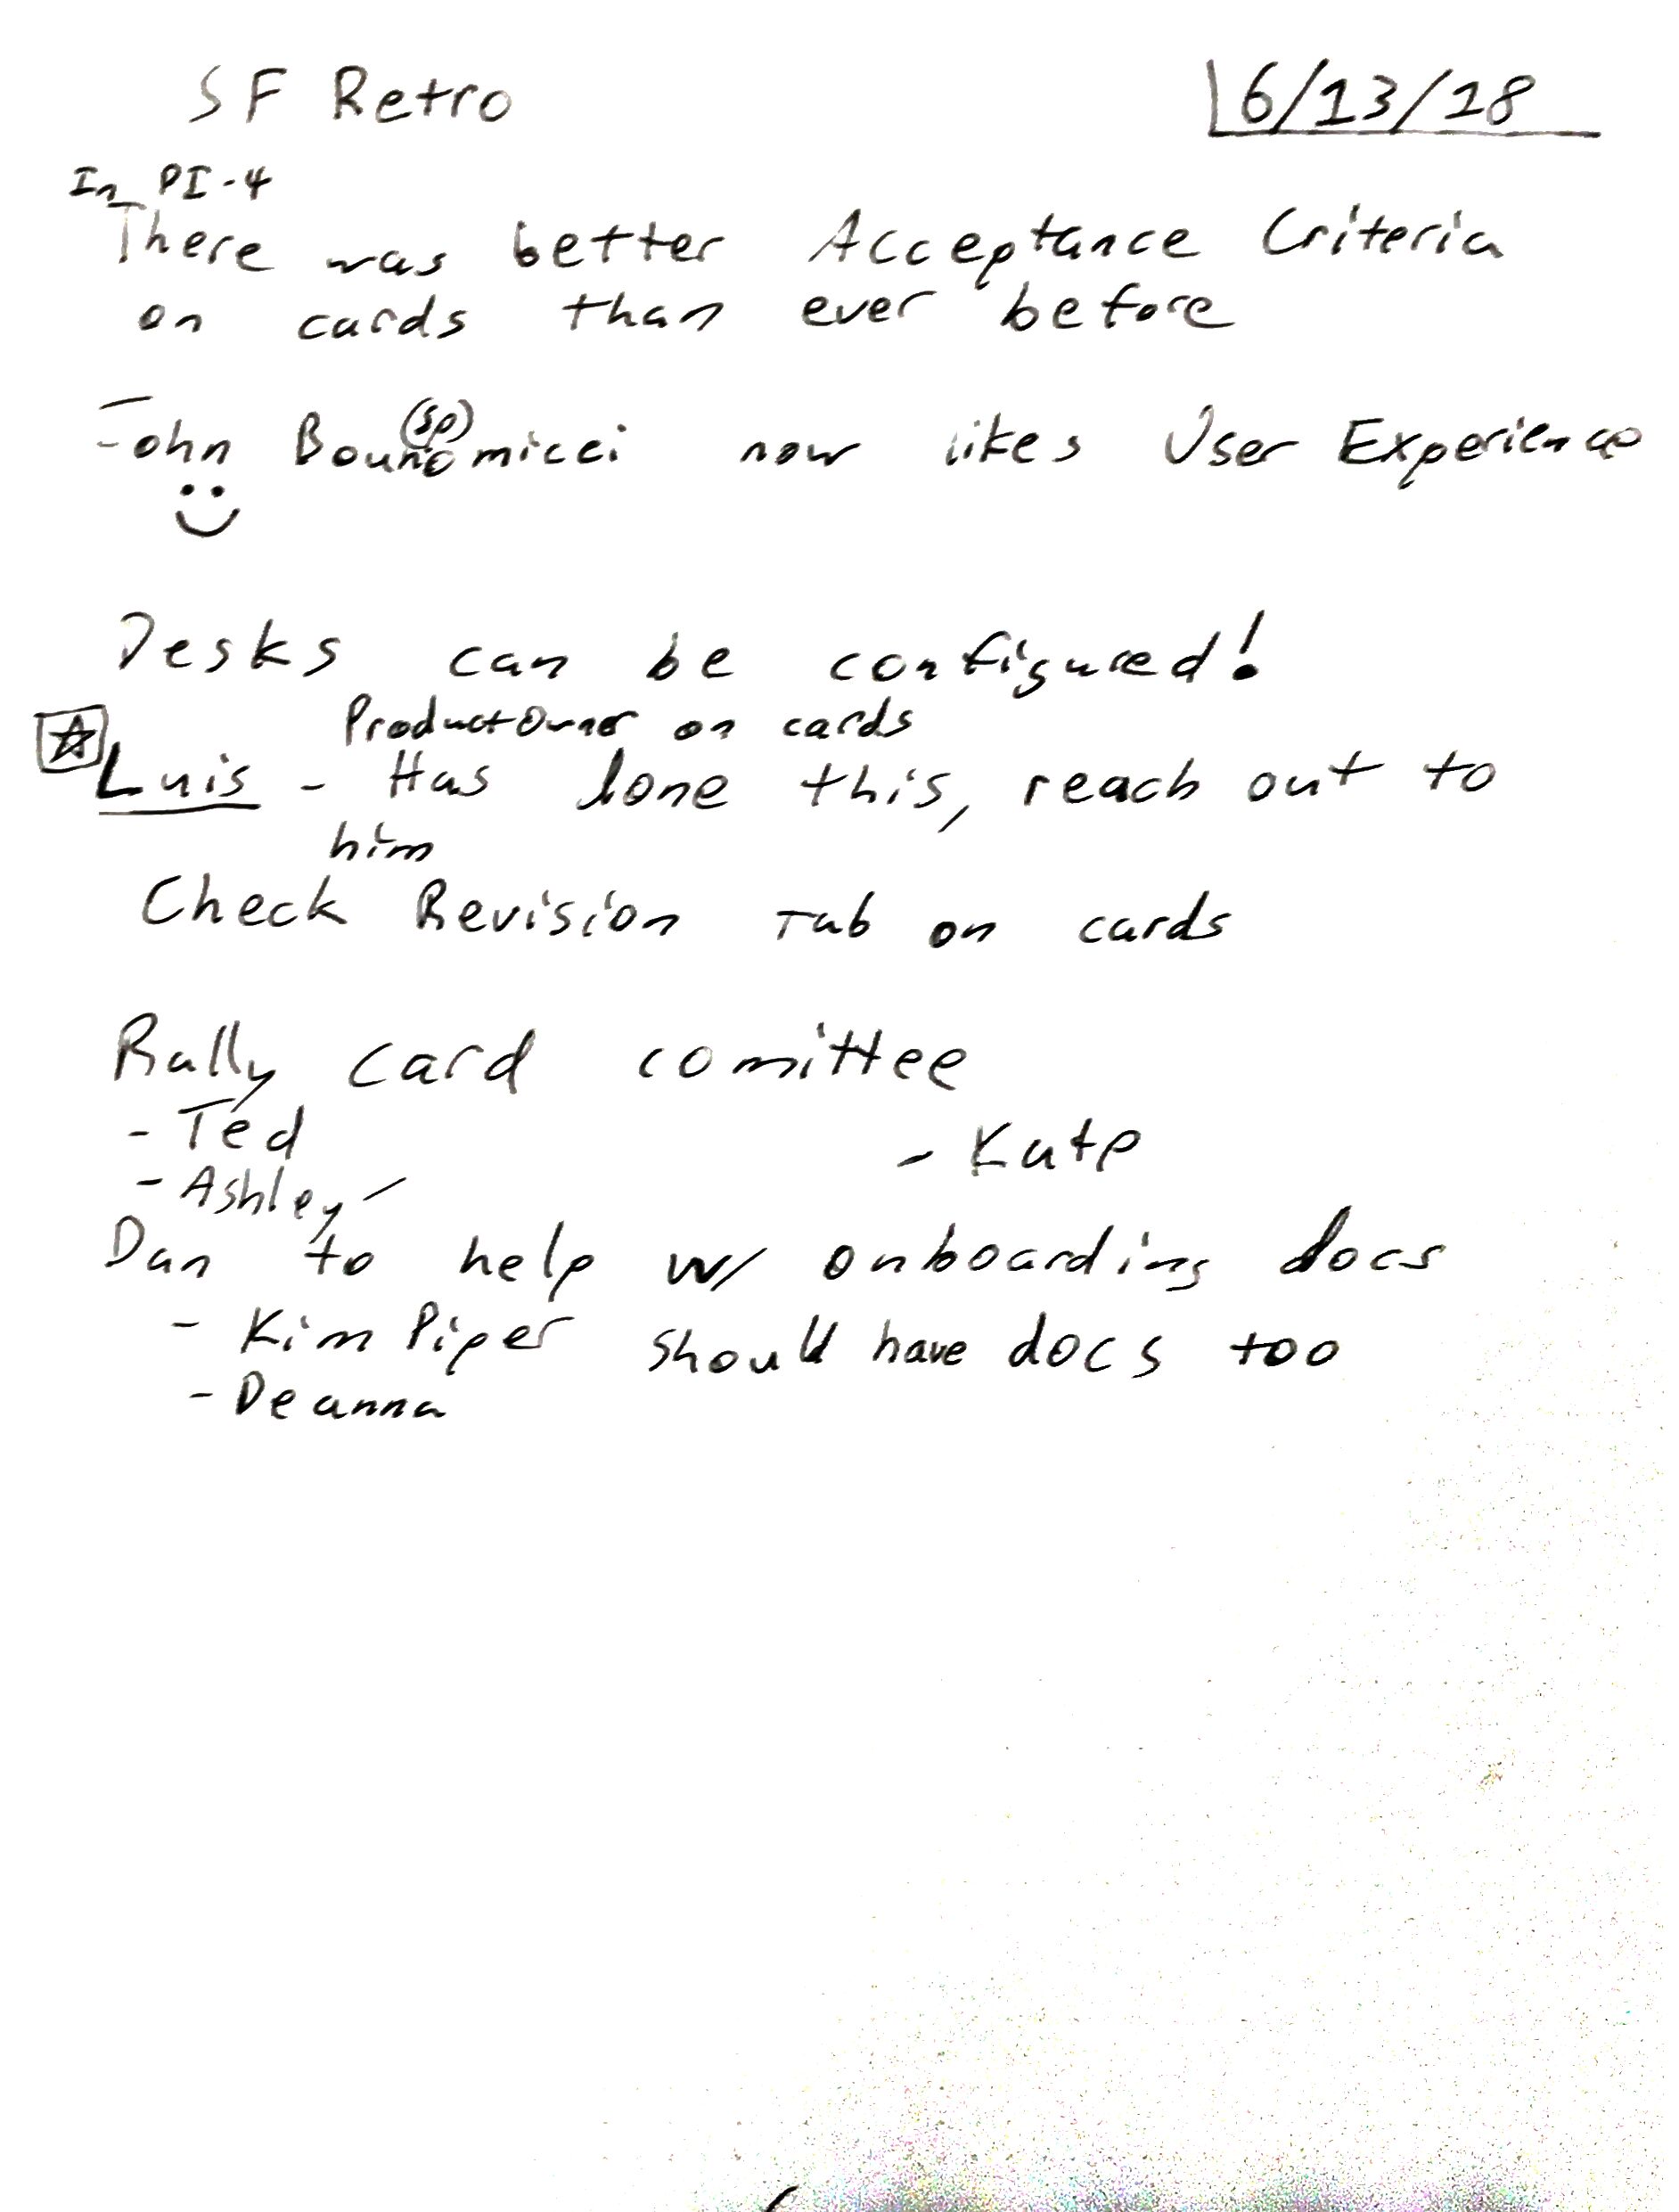 SF Retro
6/13/18
In PI-4
There was better Acceptance Criteria
on cards than ever before
John Bounomicci (sp) now likes User Experience
Desks can be configured!
Product Owner on cards
Luis - Has done this, reach out to
him
Check Revision Tab on cards
Rally card comittee
- Ted
- Kate
- Ashley
Dan to help w/ onboarding docs
- Kim Piper should have docs too
- Deanna